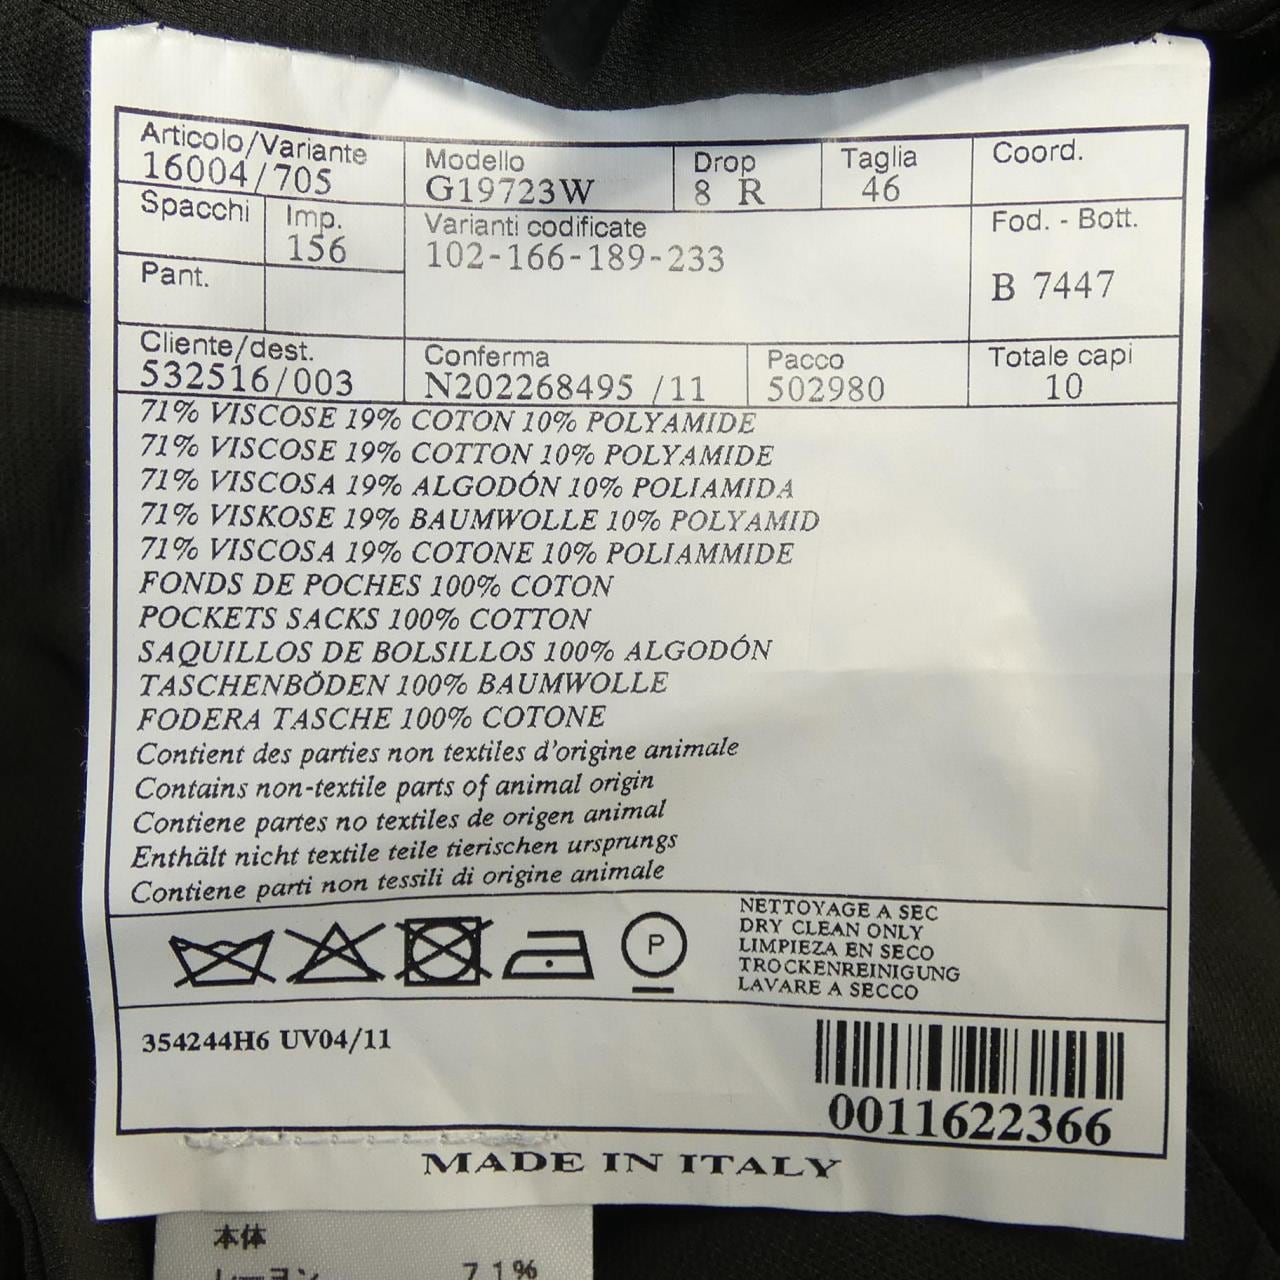 Articolo/Variante Modello Drop Taglia Coord.
16004/705 G19723W 8 R 46
Spacchi Imp. Varianti codificate Fod. - Bott.
156 102-166-189-233
Pant. B 7447
Cliente/dest. Conferma Pacco Totale capi
532516/003 N202268495 /11 502980 10
71% VISCOSE 19% COTON 10% POLYAMIDE
71% VISCOSE 19% COTTON 10% POLYAMIDE
71% VISCOSA 19% ALGODÓN 10% POLIAMIDA
71% VISKOSE 19% BAUMWOLLE 10% POLYAMID
71% VISCOSA 19% COTONE 10% POLIAMMIDE
FONDS DE POCHES 100% COTON
POCKETS SACKS 100% COTTON
SAQUILLOS DE BOLSILLOS 100% ALGODÓN
TASCHENBÖDEN 100% BAUMWOLLE
FODERA TASCHE 100% COTONE
Contient des parties non textiles d'origine animale
Contains non-textile parts of animal origin
Contiene partes no textiles de origen animal
Enthält nicht textile teile tierischen ursprungs
Contiene parti non tessili di origine animale
P
NETTOYAGE A SEC
DRY CLEAN ONLY
LIMPIEZA EN SECO
TROCKENREINIGUNG
LAVARE A SECCO
354244H6 UV04/11
0011622366
MADE IN ITALY
本体
レーヨン 71%